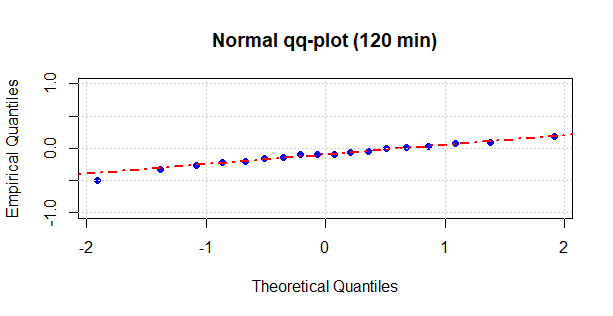 Normal qq-plot (120 min)
Empirical Quantiles
1.0
0.0
-1.0
-2 -1 0 1 2
Theoretical Quantiles